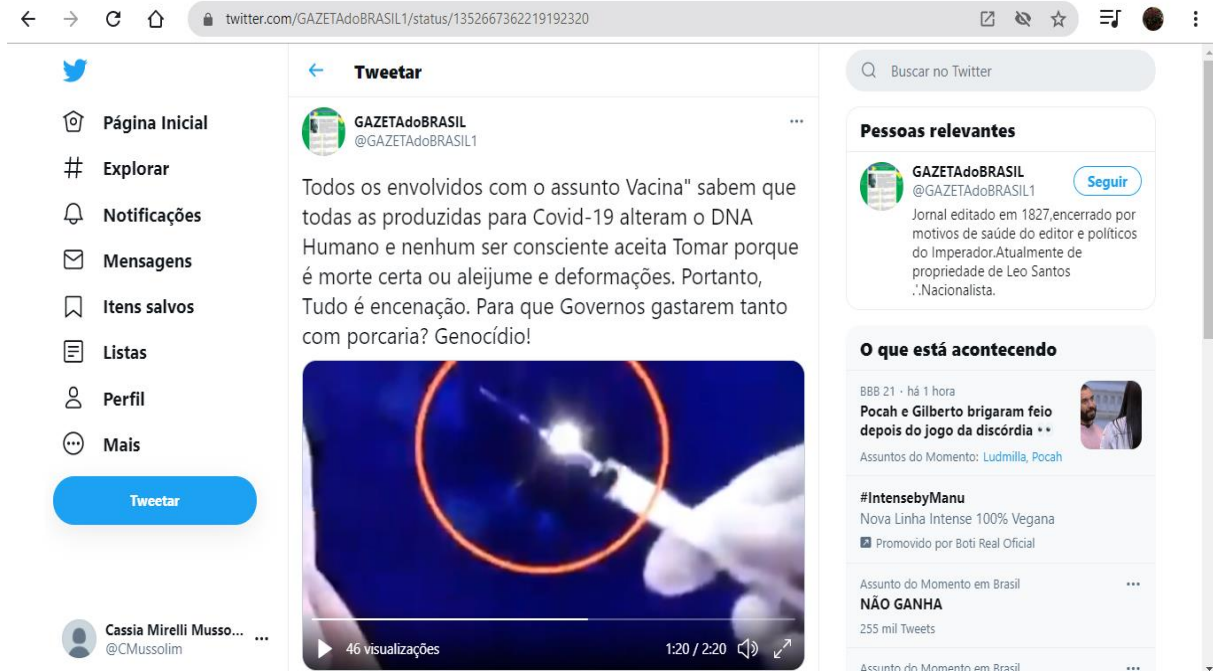 twitter.com/GAZETAdoBRASIL1/status/1352667362219192320
Tweetar
Buscar no Twitter
Página Inicial
Explorar
Notificações
Mensagens
Itens salvos
Listas
Perfil
Mais
Tweetar
Cassia Mirelli Musso...
@CMussolim
GAZETAdoBRASIL
@GAZETAdoBRASIL1
Todos os envolvidos com o assunto Vacina" sabem que
todas as produzidas para Covid-19 alteram o DNA
Humano e nenhum ser consciente aceita Tomar porque
é morte certa ou aleijume e deformações. Portanto,
Tudo é encenação. Para que Governos gastarem tanto
com porcaria? Genocídio!
46 visualizações
1:20 / 2:20
Pessoas relevantes
GAZETAdoBRASIL
@GAZETAdoBRASIL1
Seguir
Jornal editado em 1827,encerrado por
motivos de saúde do editor e políticos
do Imperador.Atualmente de
propriedade de Leo Santos
.'.Nacionalista.
O que está acontecendo
BBB 21 · há 1 hora
Pocah e Gilberto brigaram feio
depois do jogo da discórdia 👀
Assuntos do Momento: Ludmilla, Pocah
#IntensebyManu
Nova Linha Intense 100% Vegana
Promovido por Boti Real Oficial
Assunto do Momento em Brasil
NÃO GANHA
255 mil Tweets
Assunto do Momento em Brasil